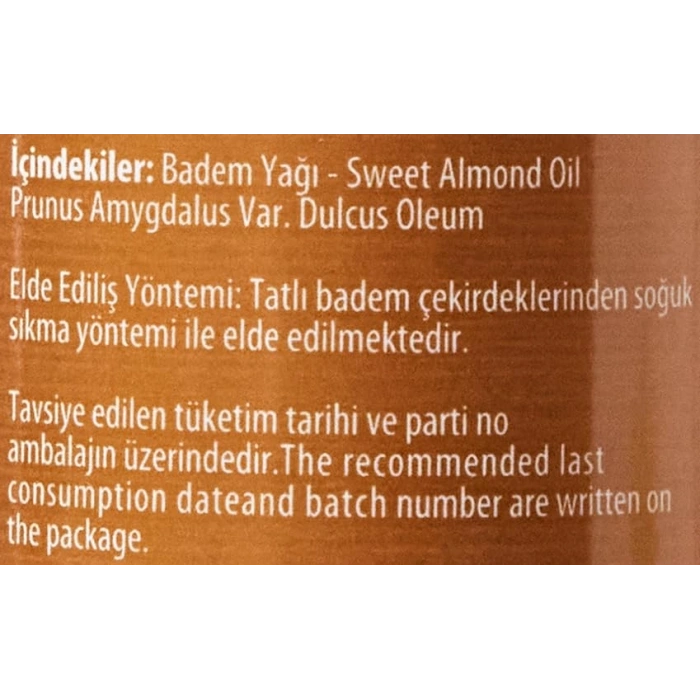 İçindekiler: Badem Yağı - Sweet Almond Oil
Prunus Amygdalus Var. Dulcus Oleum
Elde Ediliş Yöntemi: Tatlı badem çekirdeklerinden soğuk
sıkma yöntemi ile elde edilmektedir.
Tavsiye edilen tüketim tarihi ve parti no
ambalajın üzerindedir.The recommended last
consumption dateand batch number are written on
the package.